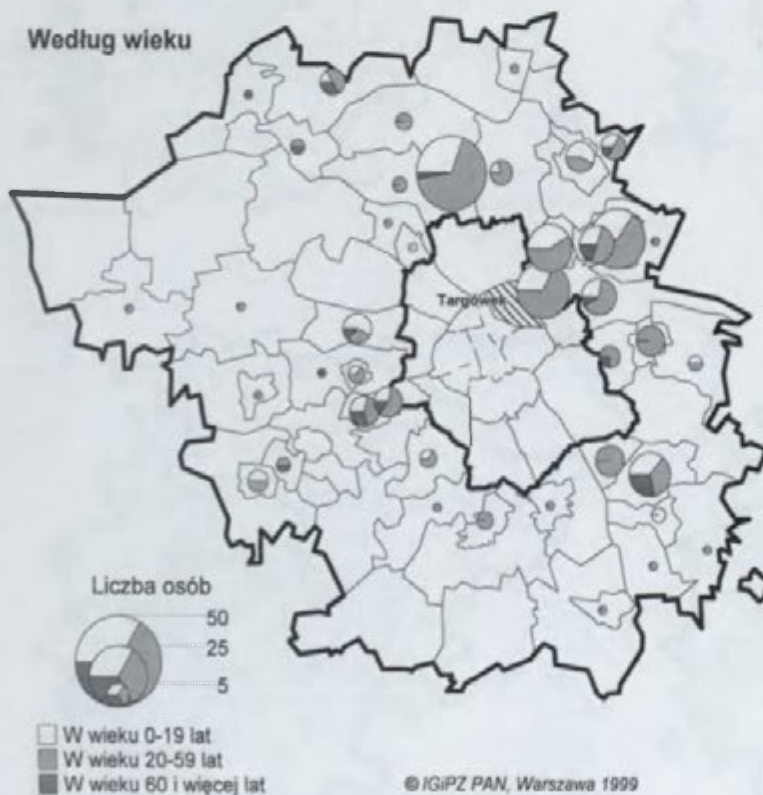 Według wieku
Targówek
Liczba osób
50
25
5
W wieku 0-19 lat
W wieku 20-59 lat
W wieku 60 i więcej lat
© IGiPZ PAN, Warszawa 1999